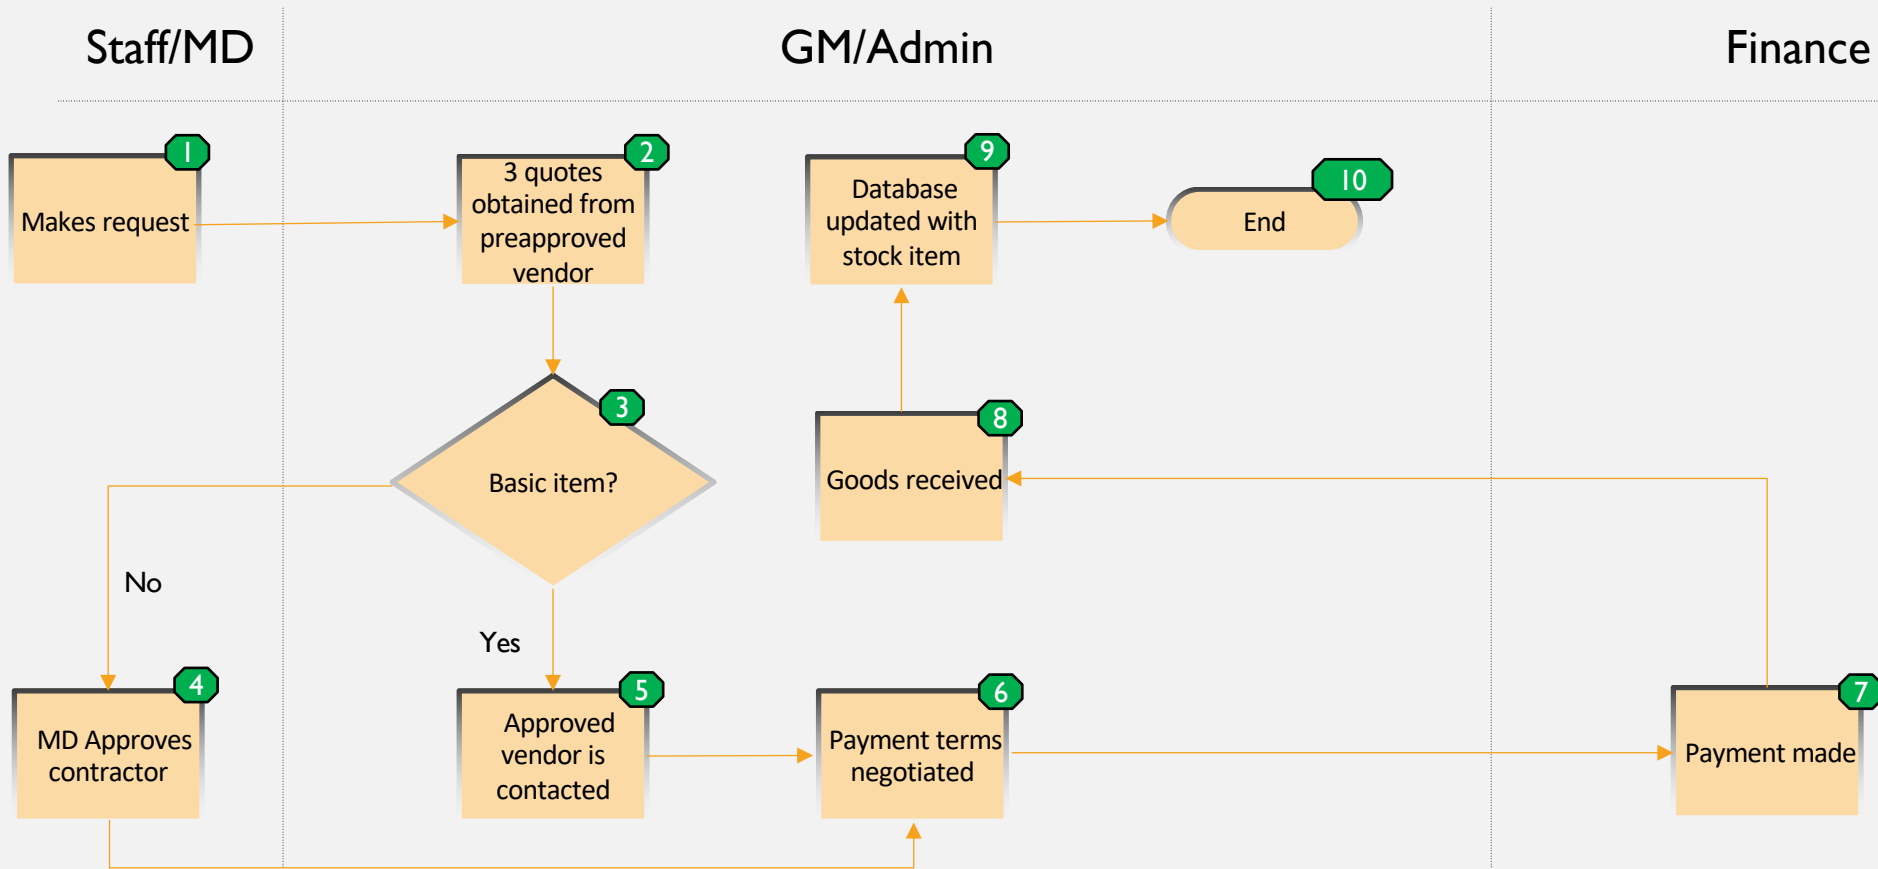 Staff/MD
GM/Admin
Finance
1
Makes request
2
3 quotes
obtained from
preapproved
vendor
9
Database
updated with
stock item
10
End
3
Basic item?
8
Goods received
No
Yes
4
MD Approves
contractor
5
Approved
vendor is
contacted
6
Payment terms
negotiated
7
Payment made